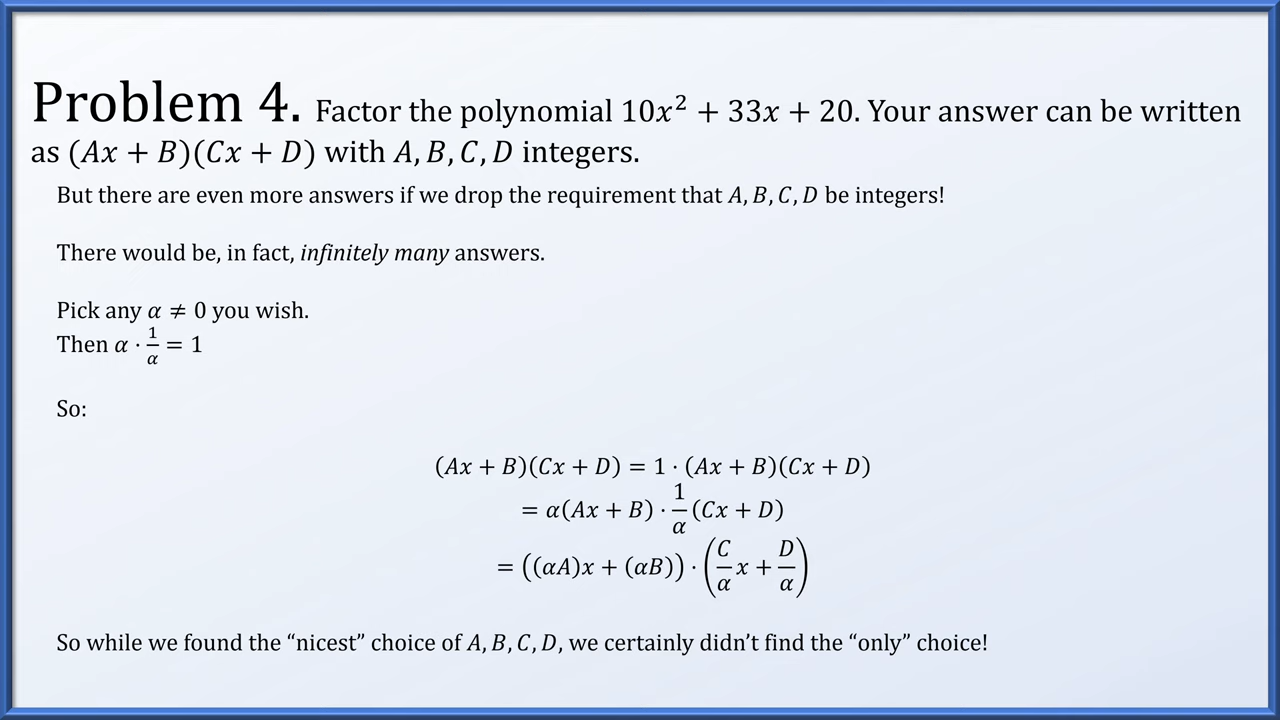 Problem 4. Factor the polynomial 10x² + 33x + 20. Your answer can be written
as (Ax + B)(Cx + D) with A, B, C, D integers.
But there are even more answers if we drop the requirement that A, B, C, D be integers!
There would be, in fact, infinitely many answers.
Pick any α ≠ 0 you wish.
Then α · 1/α = 1
So:
(Ax + B)(Cx + D) = 1 · (Ax + B)(Cx + D)
= α(Ax + B) · 1/α (Cx + D)
= ((αA)x + (αB)) · (C/α x + D/α)
So while we found the “nicest” choice of A, B, C, D, we certainly didn’t find the “only” choice!